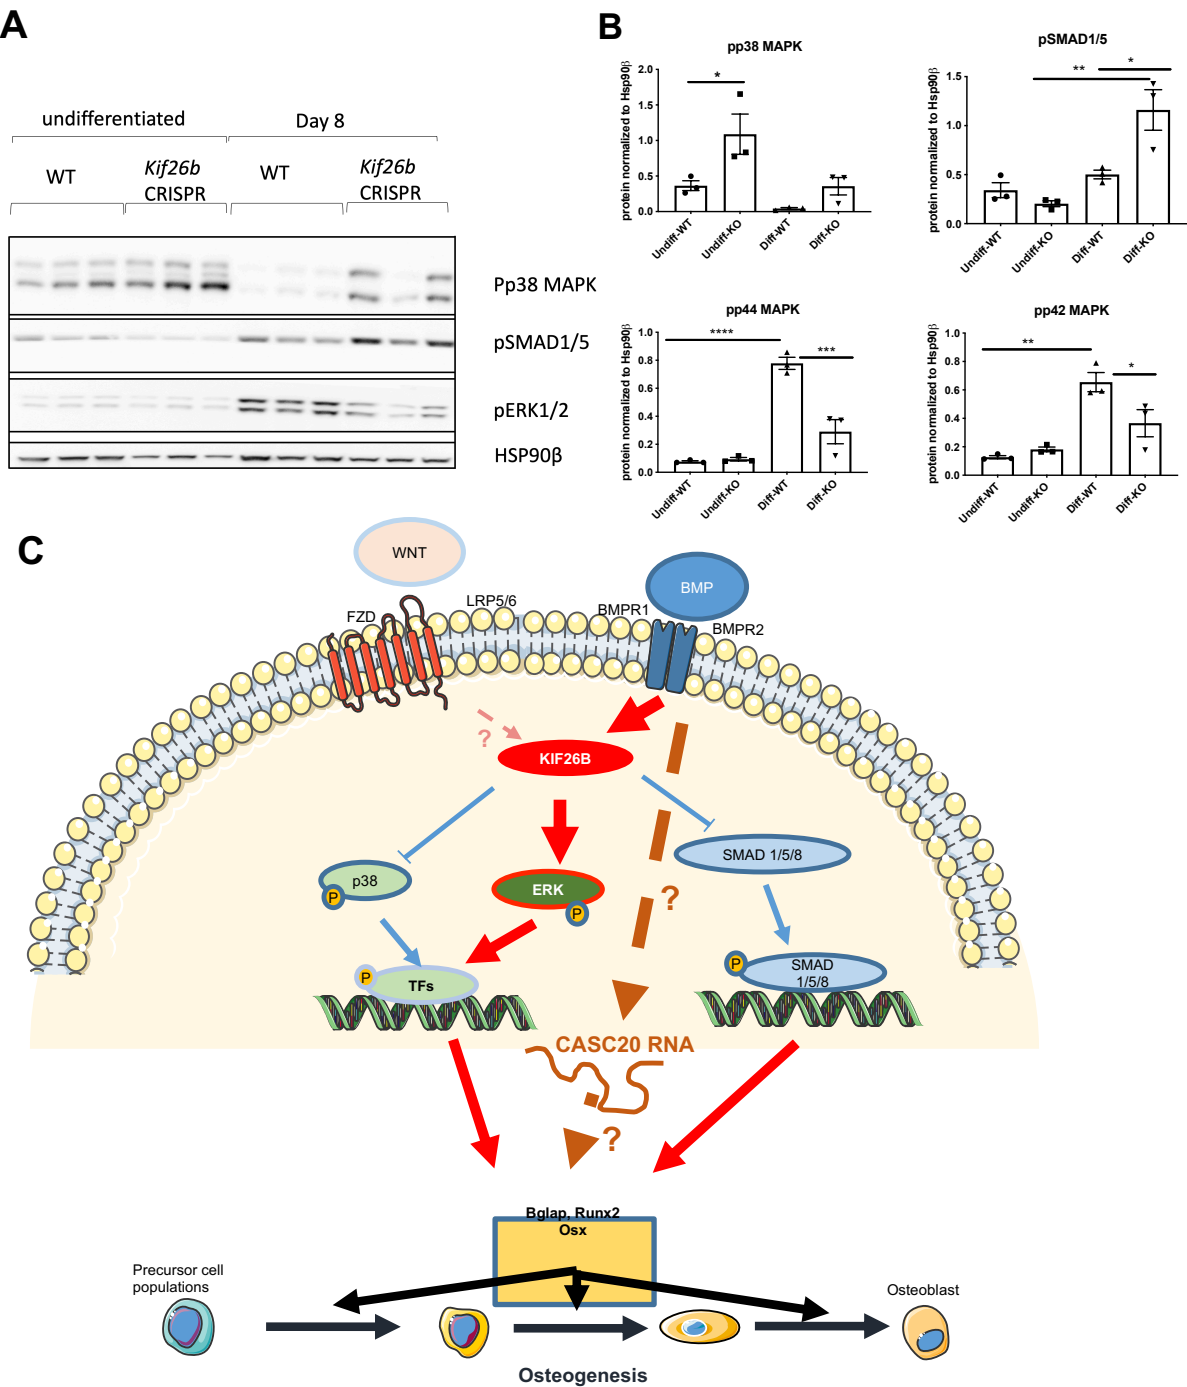 A
undifferentiated
Day 8
WT
Kif26b
CRISPR
WT
Kif26b
CRISPR
Pp38 MAPK
pSMAD1/5
pERK1/2
HSP90β
B
pp38 MAPK
protein normalized to Hsp90β
2.0
1.5
1.0
0.5
0.0
*
Undiff-WT
Undiff-KO
Diff-WT
Diff-KO
pSMAD1/5
protein normalized to Hsp90β
1.5
1.0
0.5
0.0
**
*
Undiff-WT
Undiff-KO
Diff-WT
Diff-KO
pp44 MAPK
protein normalized to Hsp90β
1.0
0.8
0.6
0.4
0.2
0.0
****
***
Undiff-WT
Undiff-KO
Diff-WT
Diff-KO
pp42 MAPK
protein normalized to Hsp90β
1.0
0.8
0.6
0.4
0.2
0.0
**
*
Undiff-WT
Undiff-KO
Diff-WT
Diff-KO
C
WNT
FZD
LRP5/6
BMP
BMPR1
BMPR2
?
KIF26B
p38
P
ERK
P
SMAD 1/5/8
?
P
TFs
P
SMAD
1/5/8
CASC20 RNA
?
Bglap, Runx2
Osx
Precursor cell
populations
Osteoblast
Osteogenesis